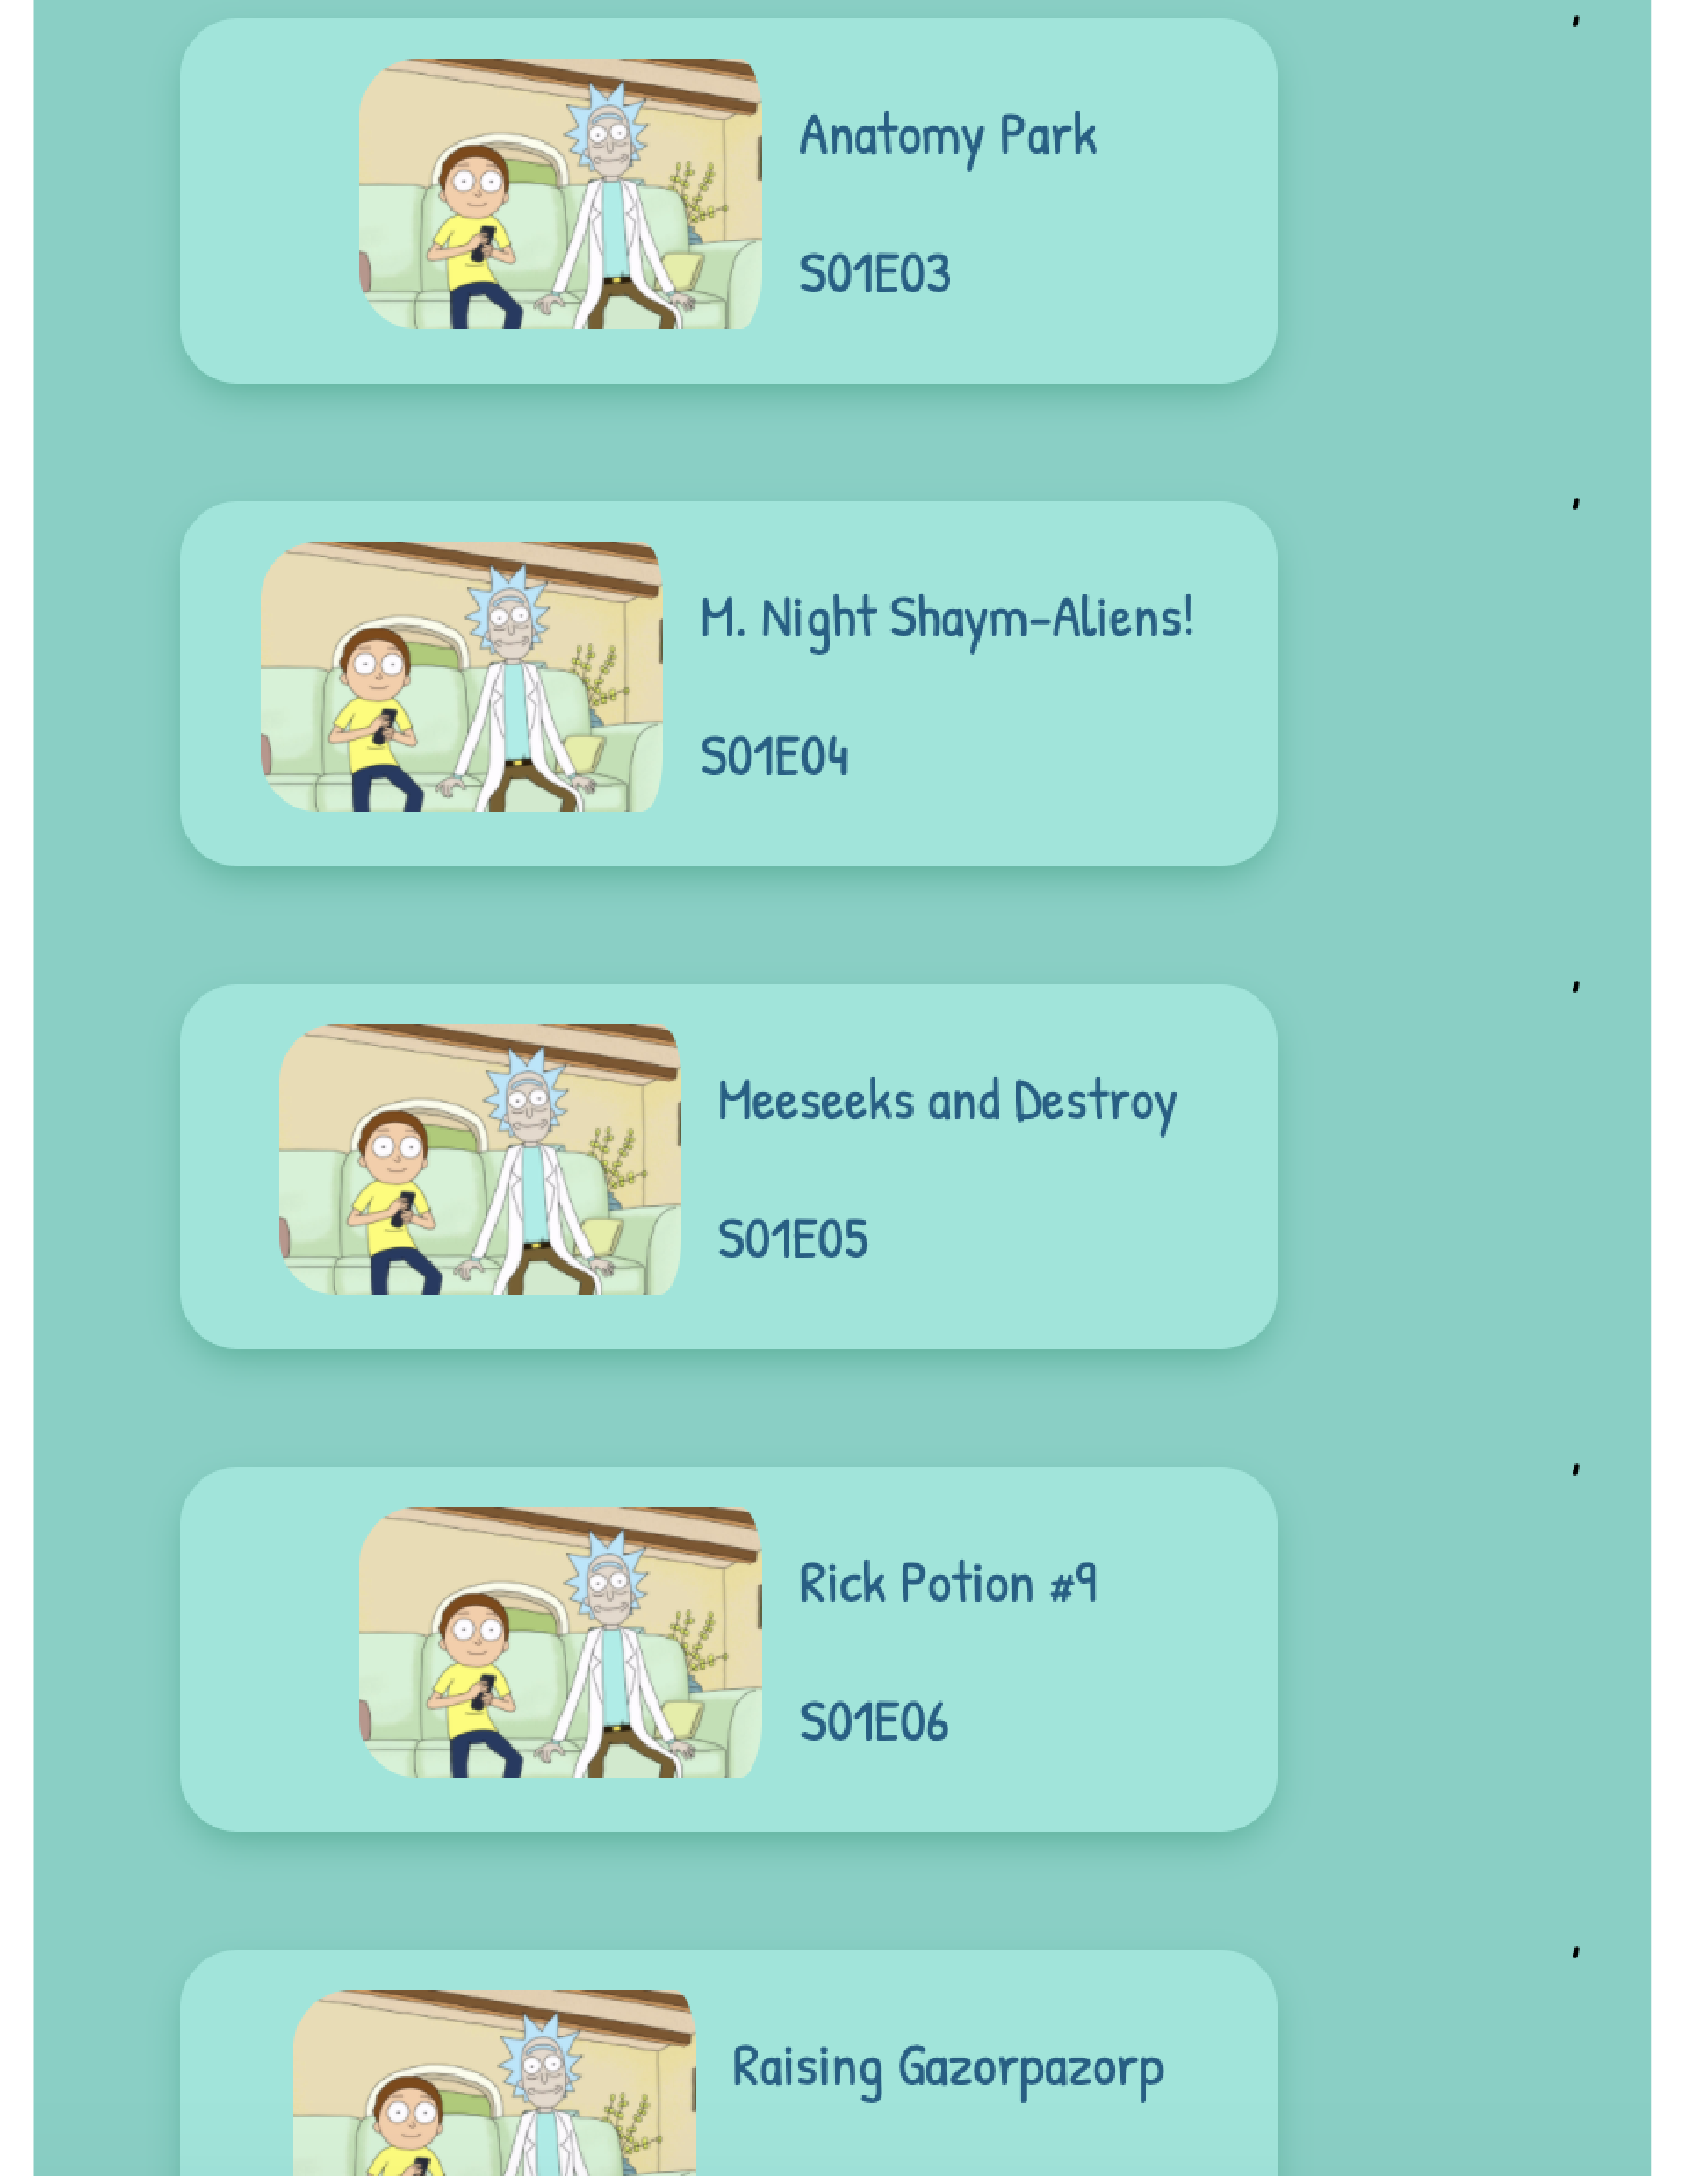 ,
Anatomy Park
S01E03
,
M. Night Shaym-Aliens!
S01E04
,
Meeseeks and Destroy
S01E05
,
Rick Potion #9
S01E06
,
Raising Gazorpazorp